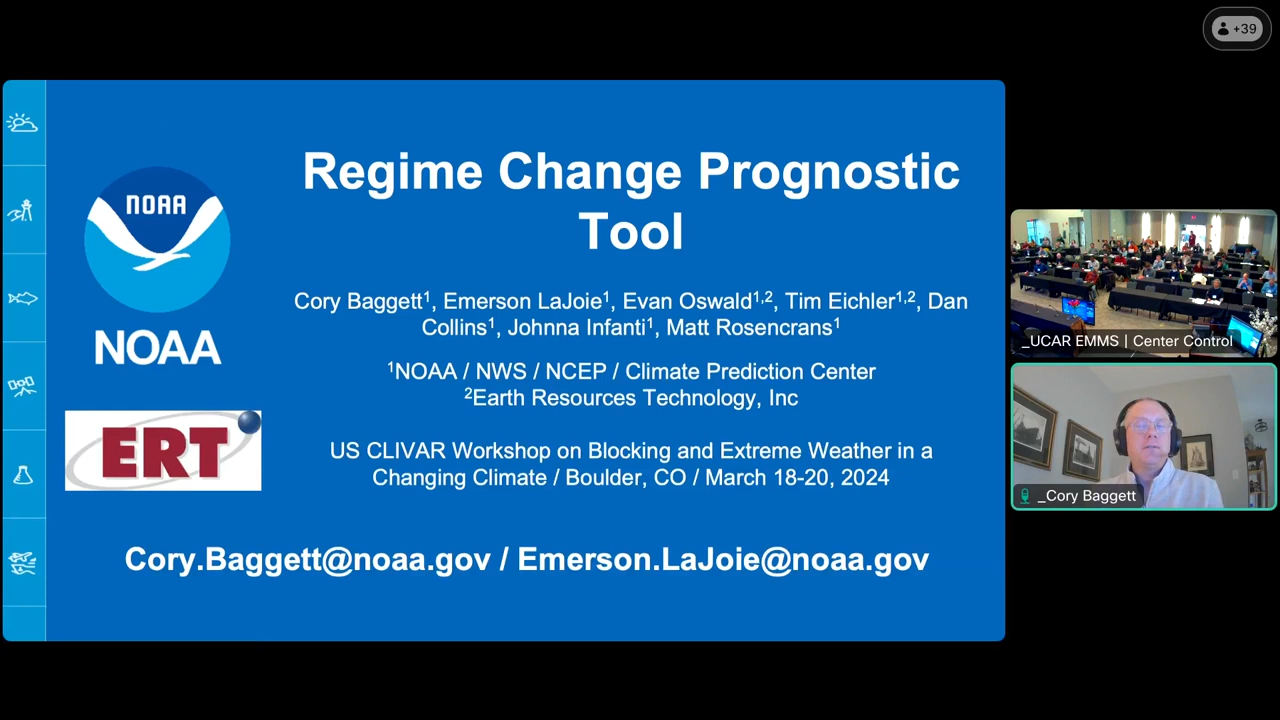 +39
NOAA
NOAA
ERT
Regime Change Prognostic
Tool
Cory Baggett¹, Emerson LaJoie¹, Evan Oswald¹,², Tim Eichler¹,², Dan
Collins¹, Johnna Infanti¹, Matt Rosencrans¹
¹NOAA / NWS / NCEP / Climate Prediction Center
²Earth Resources Technology, Inc
US CLIVAR Workshop on Blocking and Extreme Weather in a
Changing Climate / Boulder, CO / March 18-20, 2024
Cory.Baggett@noaa.gov / Emerson.LaJoie@noaa.gov
_UCAR EMMS | Center Control
_Cory Baggett